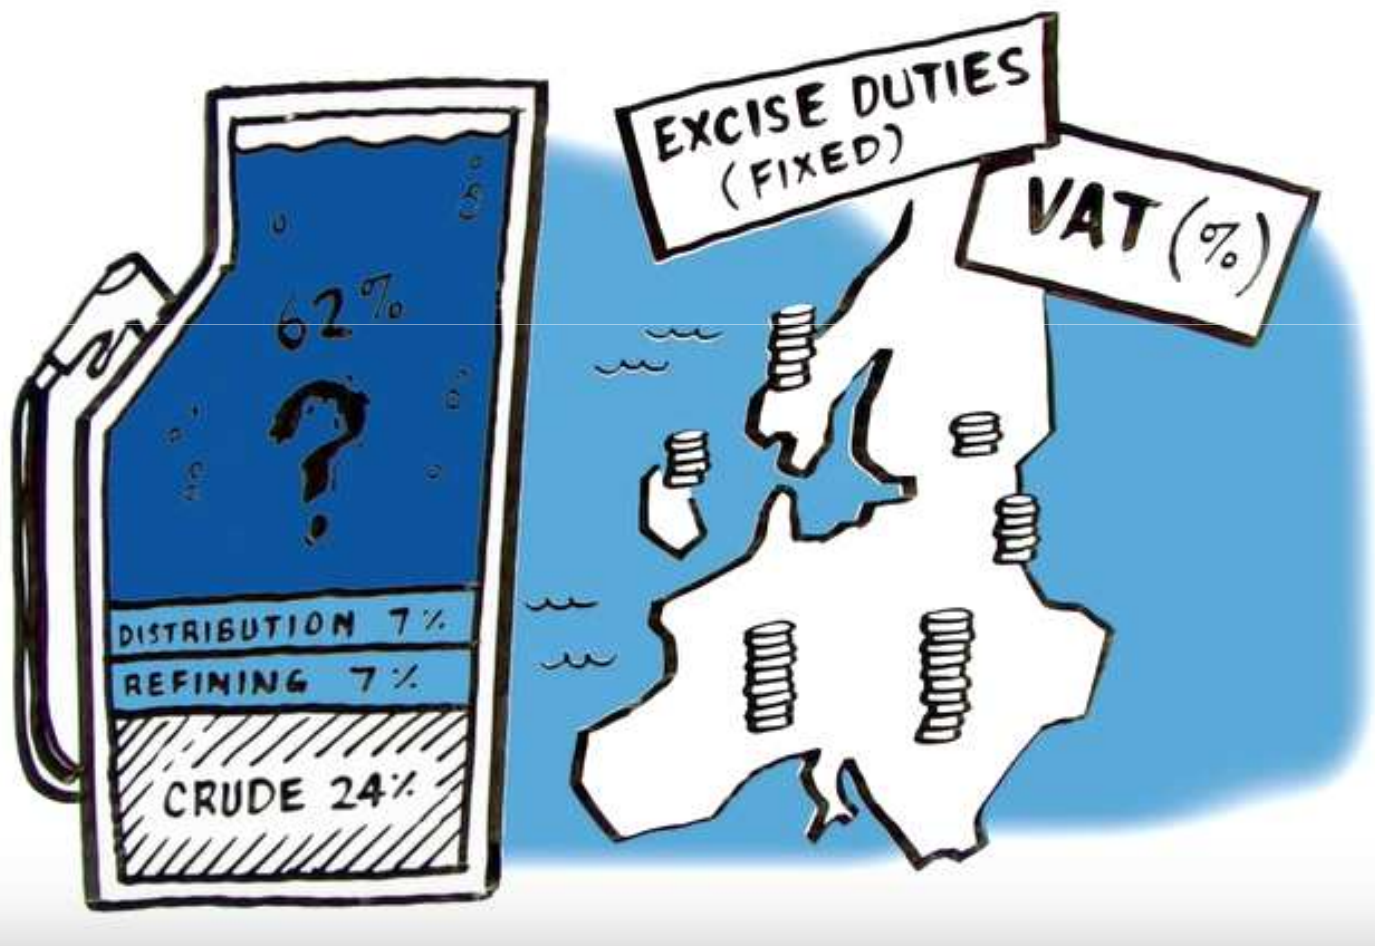 62%
?
DISTRIBUTION 7%
REFINING 7%
CRUDE 24%
EXCISE DUTIES
(FIXED)
VAT (%)